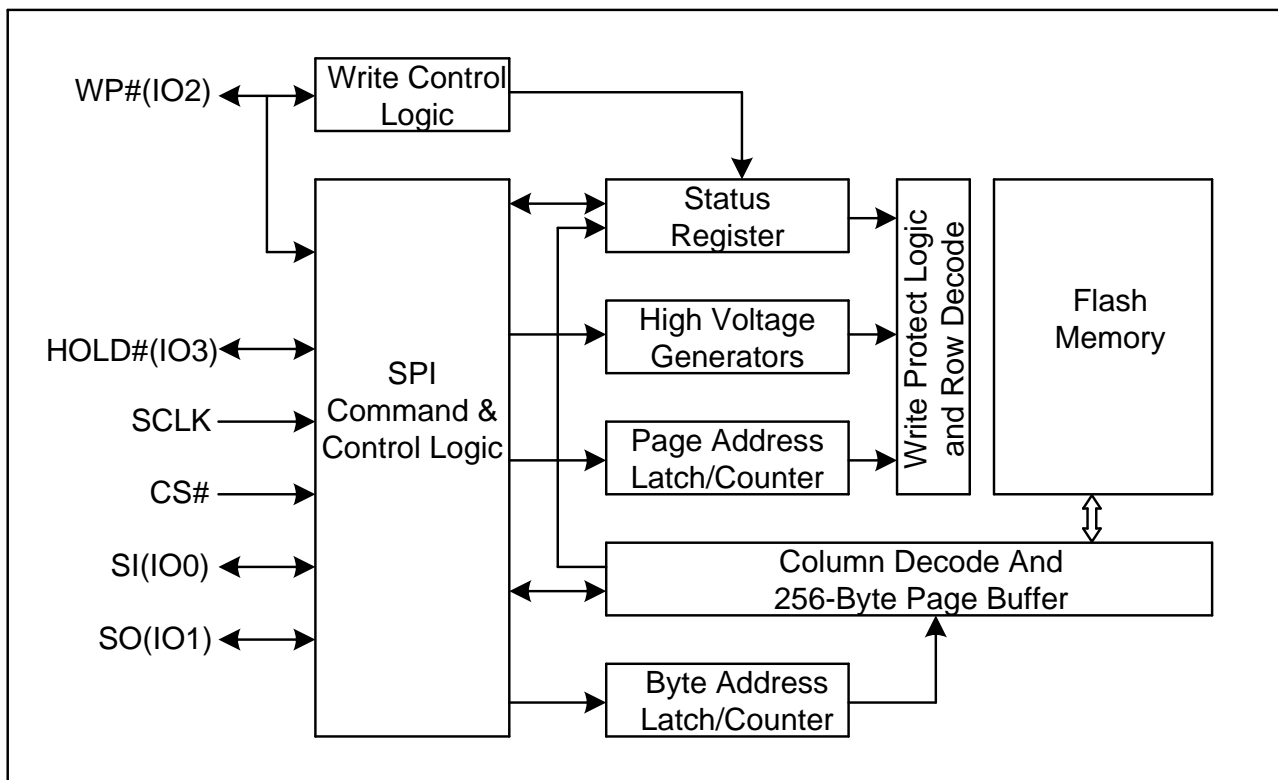 WP#(IO2)
Write Control
Logic
HOLD#(IO3)
SCLK
CS#
SI(IO0)
SO(IO1)
SPI
Command &
Control Logic
Status
Register
High Voltage
Generators
Page Address
Latch/Counter
Write Protect Logic
and Row Decode
Flash
Memory
Column Decode And
256-Byte Page Buffer
Byte Address
Latch/Counter